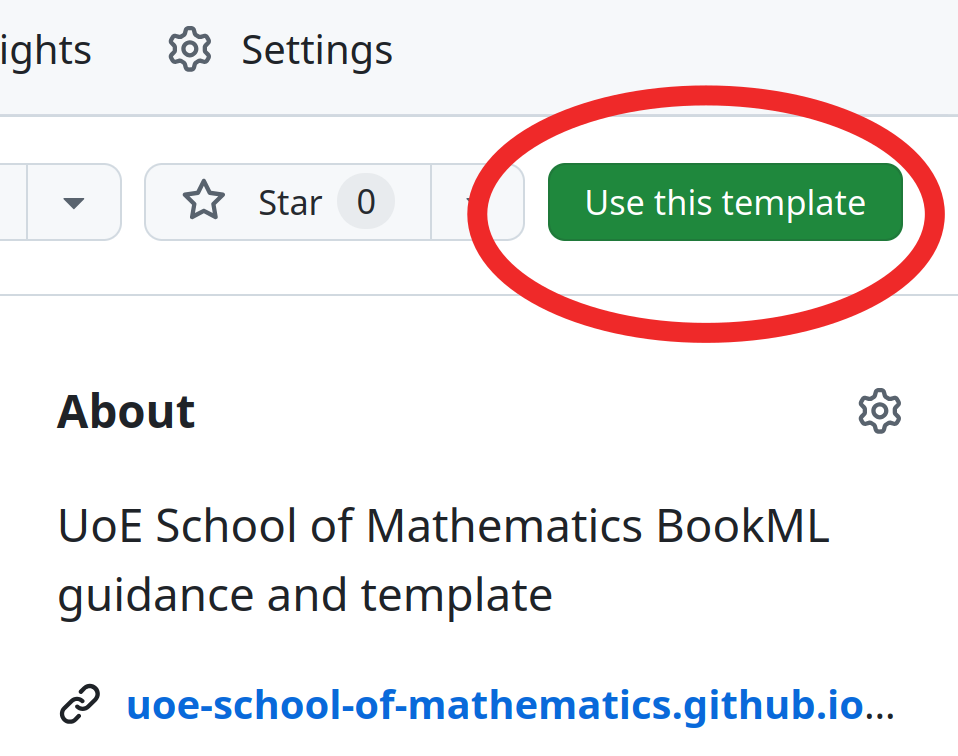 ights Settings
Star 0 Use this template
About
UoE School of Mathematics BookML
guidance and template
uoe-school-of-mathematics.github.io...